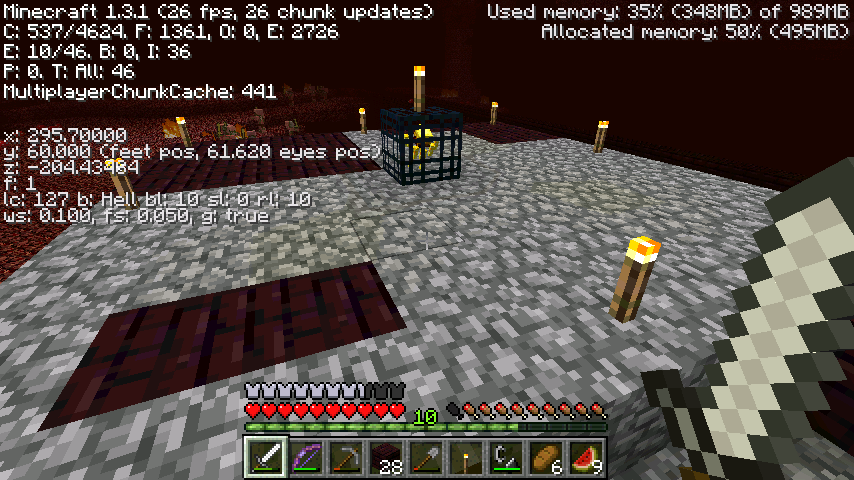 Minecraft 1.3.1 (26 fps, 26 chunk updates)
Used memory: 35% (348MB) of 989MB
C: 537/4624. F: 1361, O: 0, E: 2726
Allocated memory: 50% (495MB)
E: 10/46. B: 0, I: 36
P: 0. T: All: 46
MultiplayerChunkCache: 441
x: 295.70000
y: 60.000 (feet pos, 61.620 eyes pos)
z: -204.43484
f: 1
lc: 127 b: Hell bl: 10 sl: 0 rl: 10
ws: 0.100, fs: 0.050, g: true
10
28
6
9